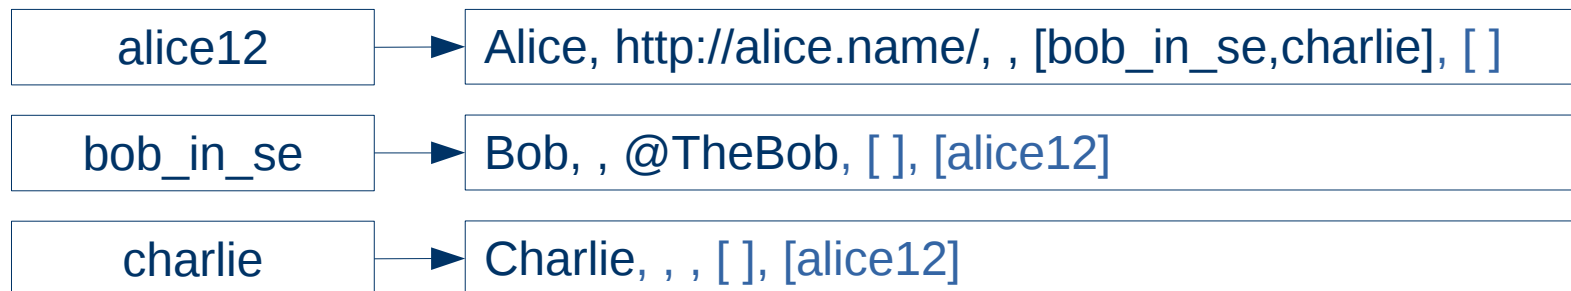 alice12 Alice, http://alice.name/, , [bob_in_se,charlie], [ ]
bob_in_se Bob, , @TheBob, [ ], [alice12]
charlie Charlie, , , [ ], [alice12]